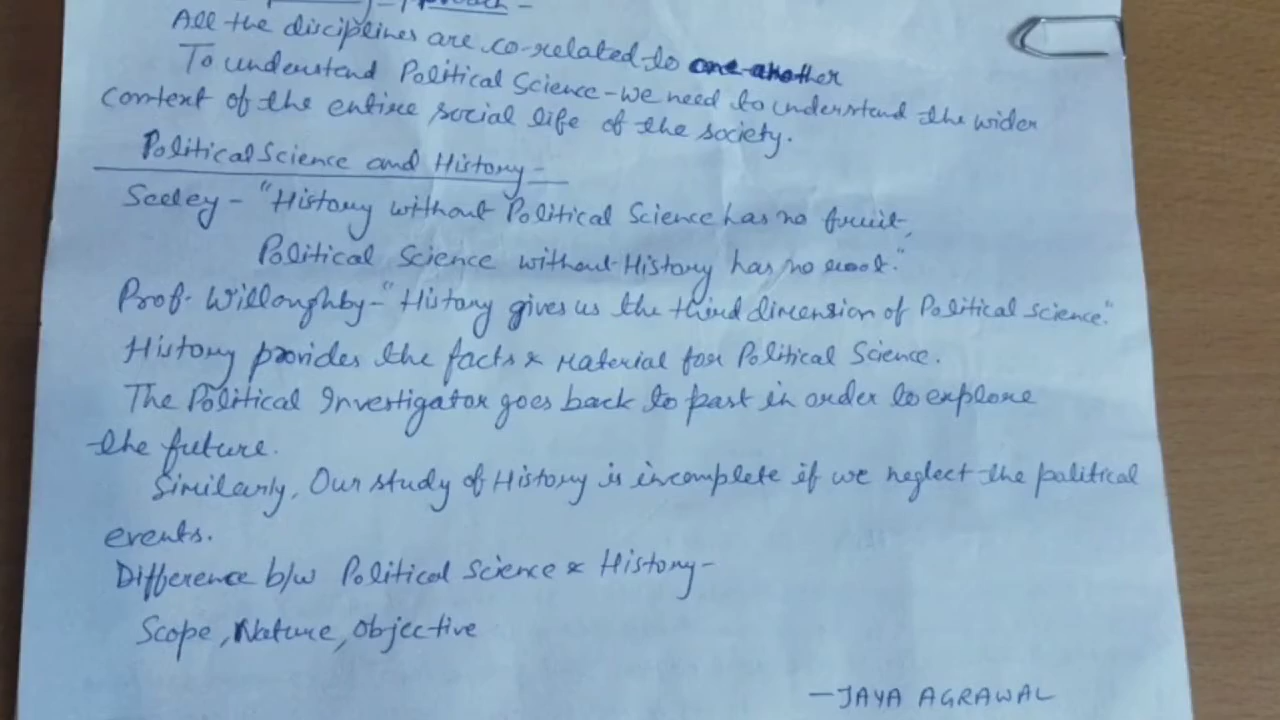 All the disciplines are co-related to one another
To understand Political Science - we need to understand the wider
context of the entire social life of the society.
Political Science and History -
Seeley - "History without Political Science has no fruit,
Political Science without History has no root."
Prof. Willoughby - "History gives us the third dimension of Political science."
History provides the facts & material for Political Science.
The Political Investigator goes back to past in order to explore
the future.
Similarly, Our study of History is incomplete if we neglect the political
events.
Difference b/w Political Science & History -
Scope, Nature, Objective
- JAYA AGRAWAL